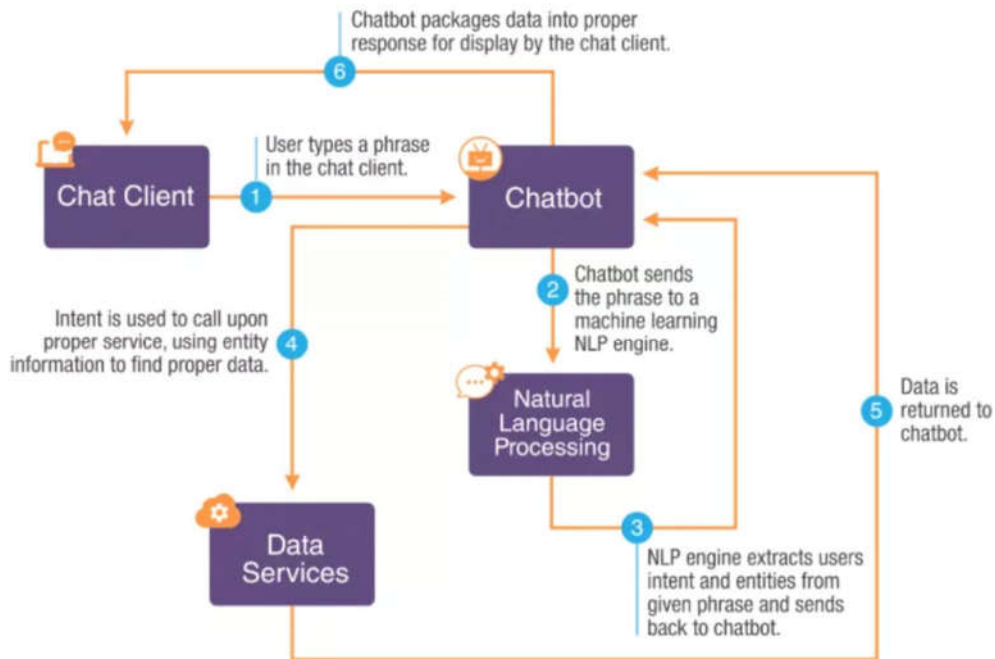 Chatbot packages data into proper
response for display by the chat client.
6
User types a phrase
in the chat client.
Chat Client
1
Chatbot
2
Chatbot sends
the phrase to a
machine learning
NLP engine.
Intent is used to call upon
proper service, using entity
information to find proper data.
4
Natural
Language
Processing
5
Data is
returned to
chatbot.
Data
Services
3
NLP engine extracts users
intent and entities from
given phrase and sends
back to chatbot.